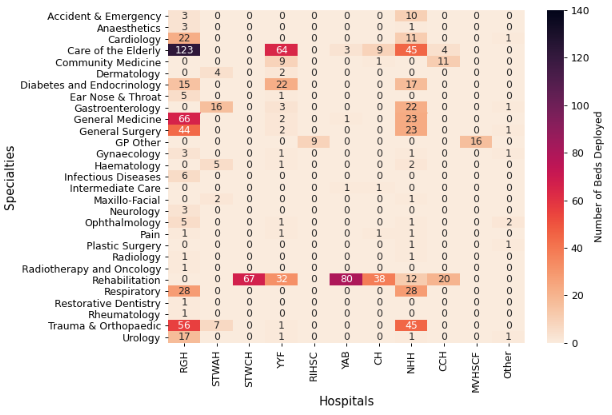 Accident & Emergency 3 0 0 0 0 0 0 10 0 0 0
Anaesthetics 3 0 0 0 0 0 0 1 0 0 0
Cardiology 22 0 0 0 0 0 0 11 0 0 1
Care of the Elderly 123 0 0 64 0 3 9 45 4 0 0
Community Medicine 0 0 0 9 0 0 1 0 11 0 0
Dermatology 0 4 0 2 0 0 0 0 0 0 0
Diabetes and Endocrinology 15 0 0 22 0 0 0 17 0 0 0
Ear Nose & Throat 5 0 0 1 0 0 0 0 0 0 0
Gastroenterology 0 16 0 3 0 0 0 22 0 0 1
General Medicine 66 0 0 2 0 1 0 23 0 0 0
General Surgery 44 0 0 2 0 0 0 23 0 0 1
GP Other 0 0 0 0 9 0 0 0 0 16 0
Gynaecology 3 0 0 1 0 0 0 1 0 0 1
Haematology 0 5 0 1 0 0 0 2 0 0 0
Infectious Diseases 6 0 0 0 0 0 0 0 0 0 0
Intermediate Care 0 0 0 0 0 1 1 0 0 0 0
Maxillo-Facial 0 2 0 0 0 0 0 1 0 0 0
Neurology 3 0 0 0 0 0 0 0 0 0 0
Ophthalmology 5 0 0 1 0 0 0 1 0 0 2
Pain 1 0 0 1 0 0 1 0 0 0 0
Plastic Surgery 0 0 0 0 0 0 0 1 0 0 1
Radiology 1 0 0 0 0 0 0 1 0 0 0
Radiotherapy and Oncology 1 0 0 0 0 0 0 0 0 0 0
Rehabilitation 0 0 67 32 0 80 38 12 20 0 0
Respiratory 28 0 0 0 0 0 0 28 0 0 0
Restorative Dentistry 1 0 0 0 0 0 0 0 0 0 0
Rheumatology 1 0 0 0 0 0 0 0 0 0 0
Trauma & Orthopaedic 56 7 0 1 0 0 0 45 0 0 0
Urology 17 0 0 1 0 0 0 1 0 0 1
RGH STWAH STWCH YYF RIHSC YAB CH NHH CCH MVHSCF Other
Hospitals
Specialties
140
120
100
80
60
40
20
0
Number of Beds Deployed